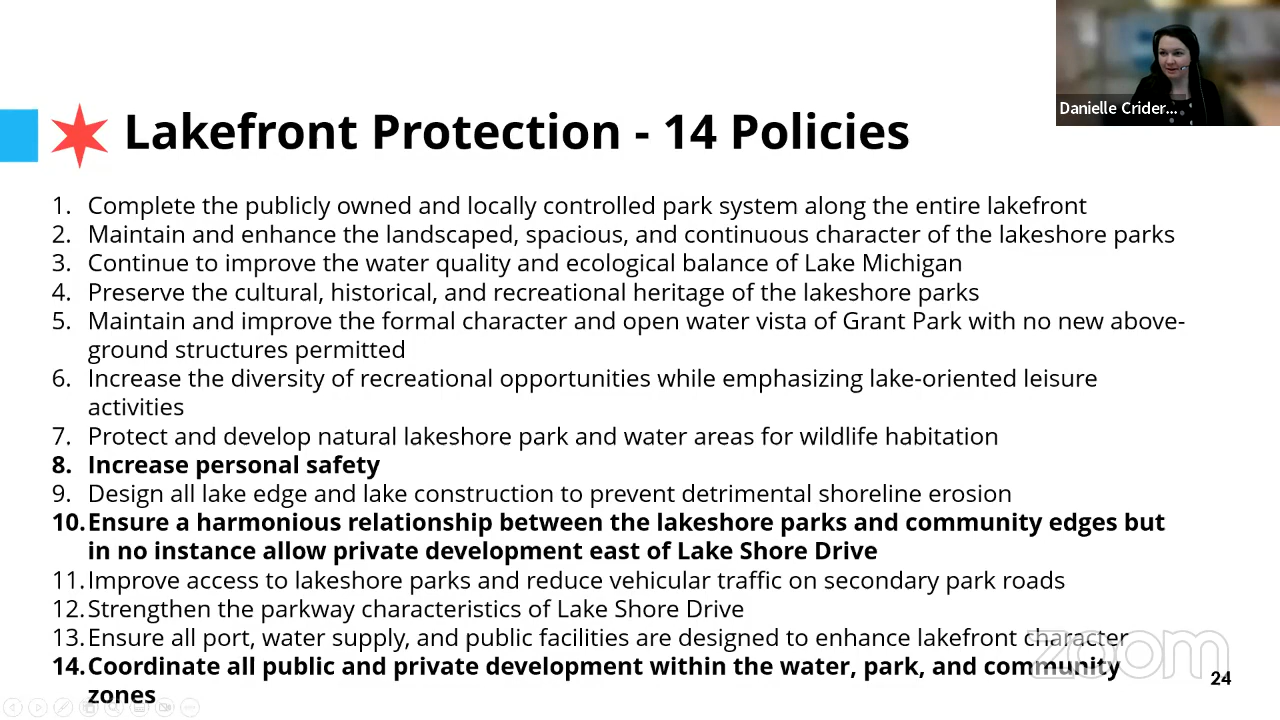 Danielle Crider...
Lakefront Protection - 14 Policies
1. Complete the publicly owned and locally controlled park system along the entire lakefront
2. Maintain and enhance the landscaped, spacious, and continuous character of the lakeshore parks
3. Continue to improve the water quality and ecological balance of Lake Michigan
4. Preserve the cultural, historical, and recreational heritage of the lakeshore parks
5. Maintain and improve the formal character and open water vista of Grant Park with no new above-
ground structures permitted
6. Increase the diversity of recreational opportunities while emphasizing lake-oriented leisure
activities
7. Protect and develop natural lakeshore park and water areas for wildlife habitation
8. Increase personal safety
9. Design all lake edge and lake construction to prevent detrimental shoreline erosion
10. Ensure a harmonious relationship between the lakeshore parks and community edges but
in no instance allow private development east of Lake Shore Drive
11. Improve access to lakeshore parks and reduce vehicular traffic on secondary park roads
12. Strengthen the parkway characteristics of Lake Shore Drive
13. Ensure all port, water supply, and public facilities are designed to enhance lakefront character
14. Coordinate all public and private development within the water, park, and community
zones
zoom
24